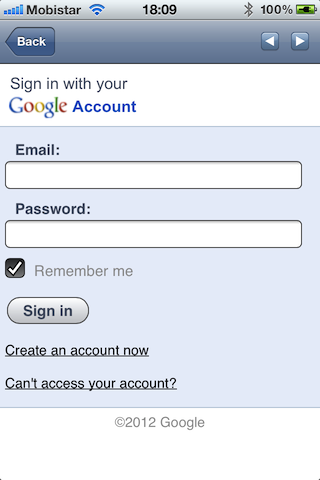 Mobistar 18:09 100%
Back
Sign in with your
Google Account
Email:
Password:
Remember me
Sign in
Create an account now
Can't access your account?
©2012 Google